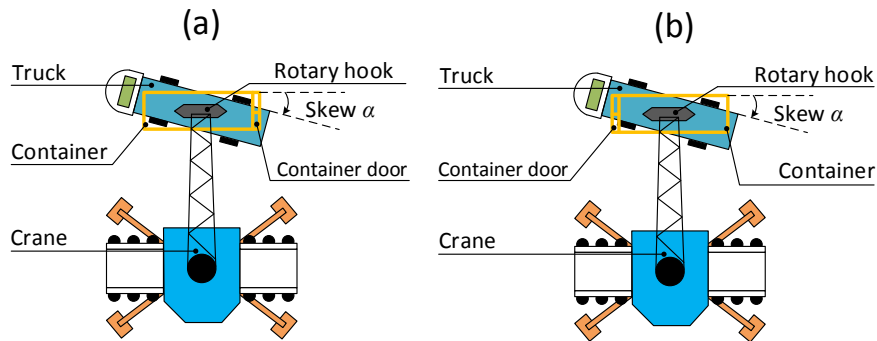 (a)
Truck
Rotary hook
Skew α
Container
Container door
Crane
(b)
Truck
Rotary hook
Skew α
Container door
Container
Crane